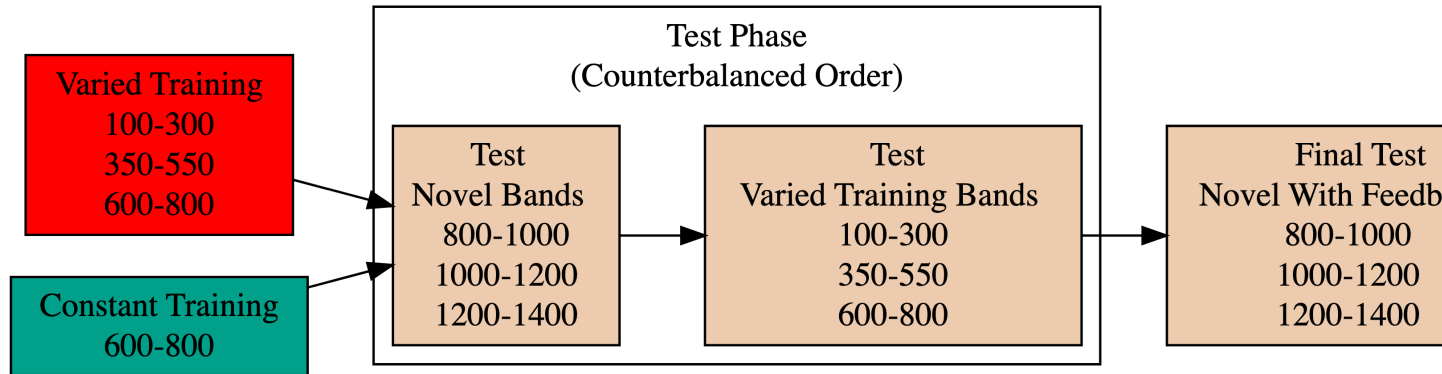 Varied Training
100-300
350-550
600-800
Constant Training
600-800
Test Phase
(Counterbalanced Order)
Test
Novel Bands
800-1000
1000-1200
1200-1400
Test
Varied Training Bands
100-300
350-550
600-800
Final Test
Novel With
800-1000
1000-1200
1200-1400